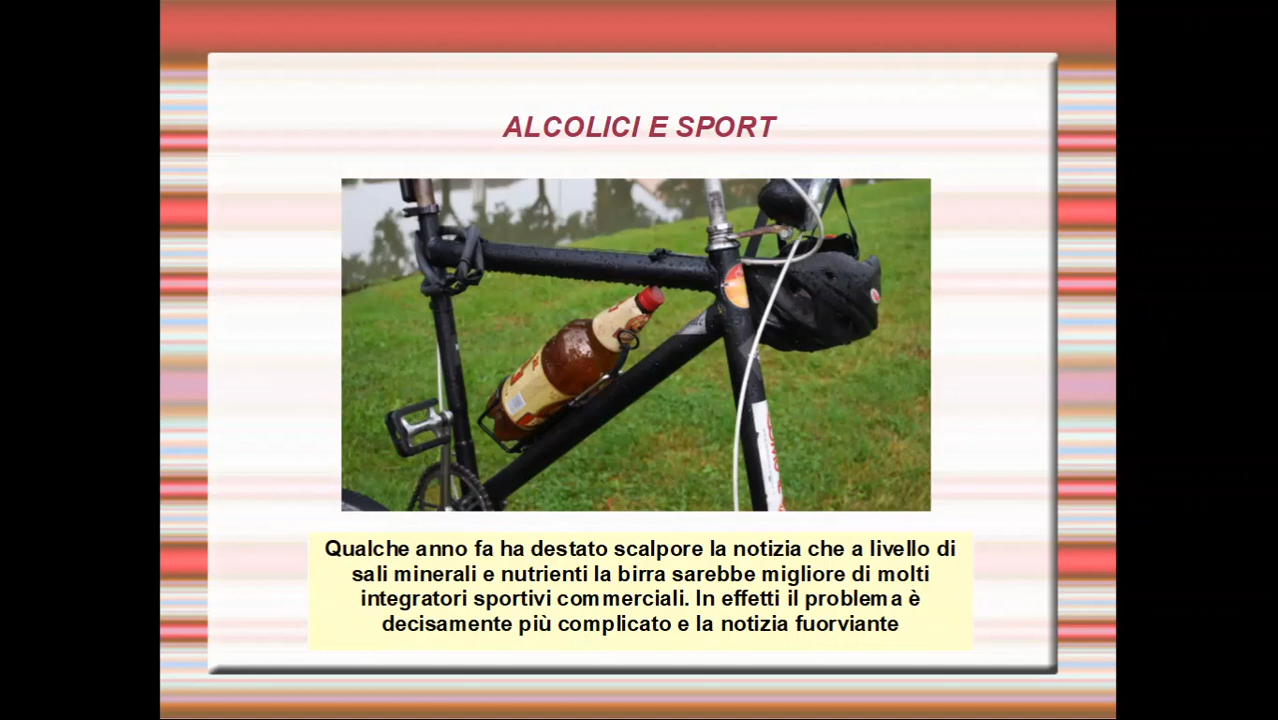 ALCOLICI E SPORT
Qualche anno fa ha destato scalpore la notizia che a livello di
sali minerali e nutrienti la birra sarebbe migliore di molti
integratori sportivi commerciali. In effetti il problema è
decisamente più complicato e la notizia fuorviante